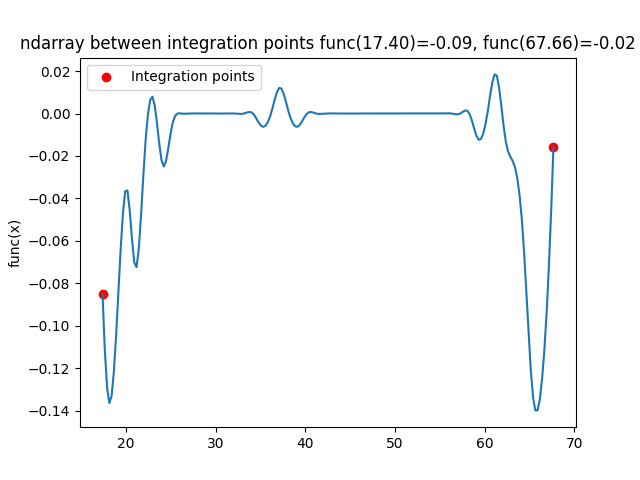 ndarray between integration points func(17.40)=-0.09, func(67.66)=-0.02
Integration points
func(x)
0.02
0.00
−0.02
−0.04
−0.06
−0.08
−0.10
−0.12
−0.14
20 30 40 50 60 70